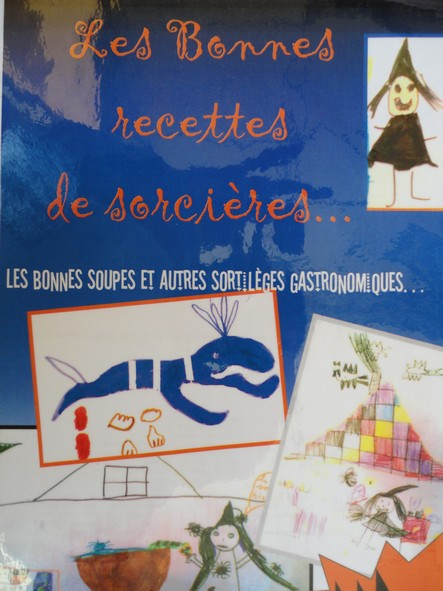 Les Bonnes
recettes
de sorcières...
LES BONNES SOUPES ET AUTRES SORTILÈGES GASTRONOMIQUES...